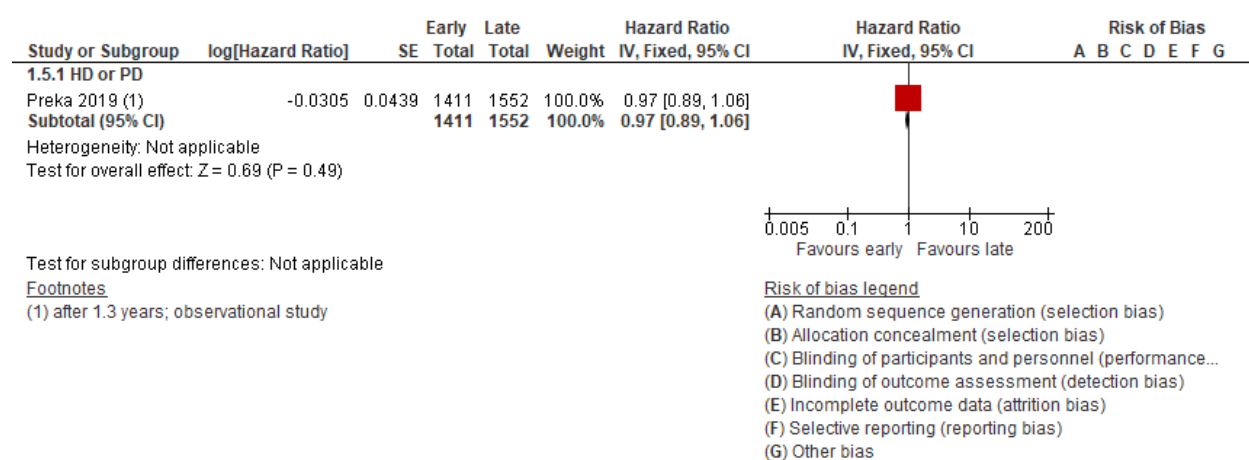 Early Late Hazard Ratio Hazard Ratio Risk of Bias
Study or Subgroup log[Hazard Ratio] SE Total Total Weight IV, Fixed, 95% CI IV, Fixed, 95% CI A B C D E F G
1.5.1 HD or PD
Preka 2019 (1) -0.0305 0.0439 1411 1552 100.0% 0.97 [0.89, 1.06]
Subtotal (95% CI) 1411 1552 100.0% 0.97 [0.89, 1.06]
Heterogeneity: Not applicable
Test for overall effect: Z = 0.69 (P = 0.49)
0.005 0.1 1 10 200
Favours early Favours late
Test for subgroup differences: Not applicable
Footnotes
(1) after 1.3 years; observational study
Risk of bias legend
(A) Random sequence generation (selection bias)
(B) Allocation concealment (selection bias)
(C) Blinding of participants and personnel (performance...
(D) Blinding of outcome assessment (detection bias)
(E) Incomplete outcome data (attrition bias)
(F) Selective reporting (reporting bias)
(G) Other bias